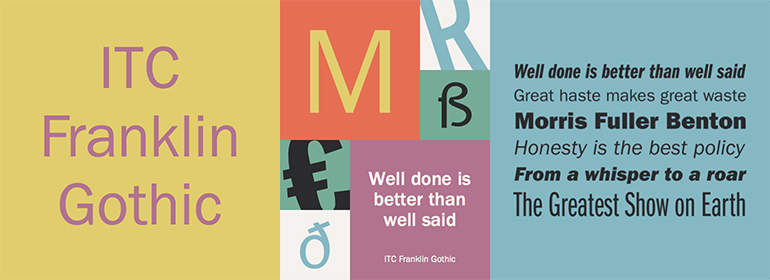 ITC
Franklin
Gothic
M
R
ß
€
Well done is
better than
well said
ITC Franklin Gothic
ð
Well done is better than well said
Great haste makes great waste
Morris Fuller Benton
Honesty is the best policy
From a whisper to a roar
The Greatest Show on Earth